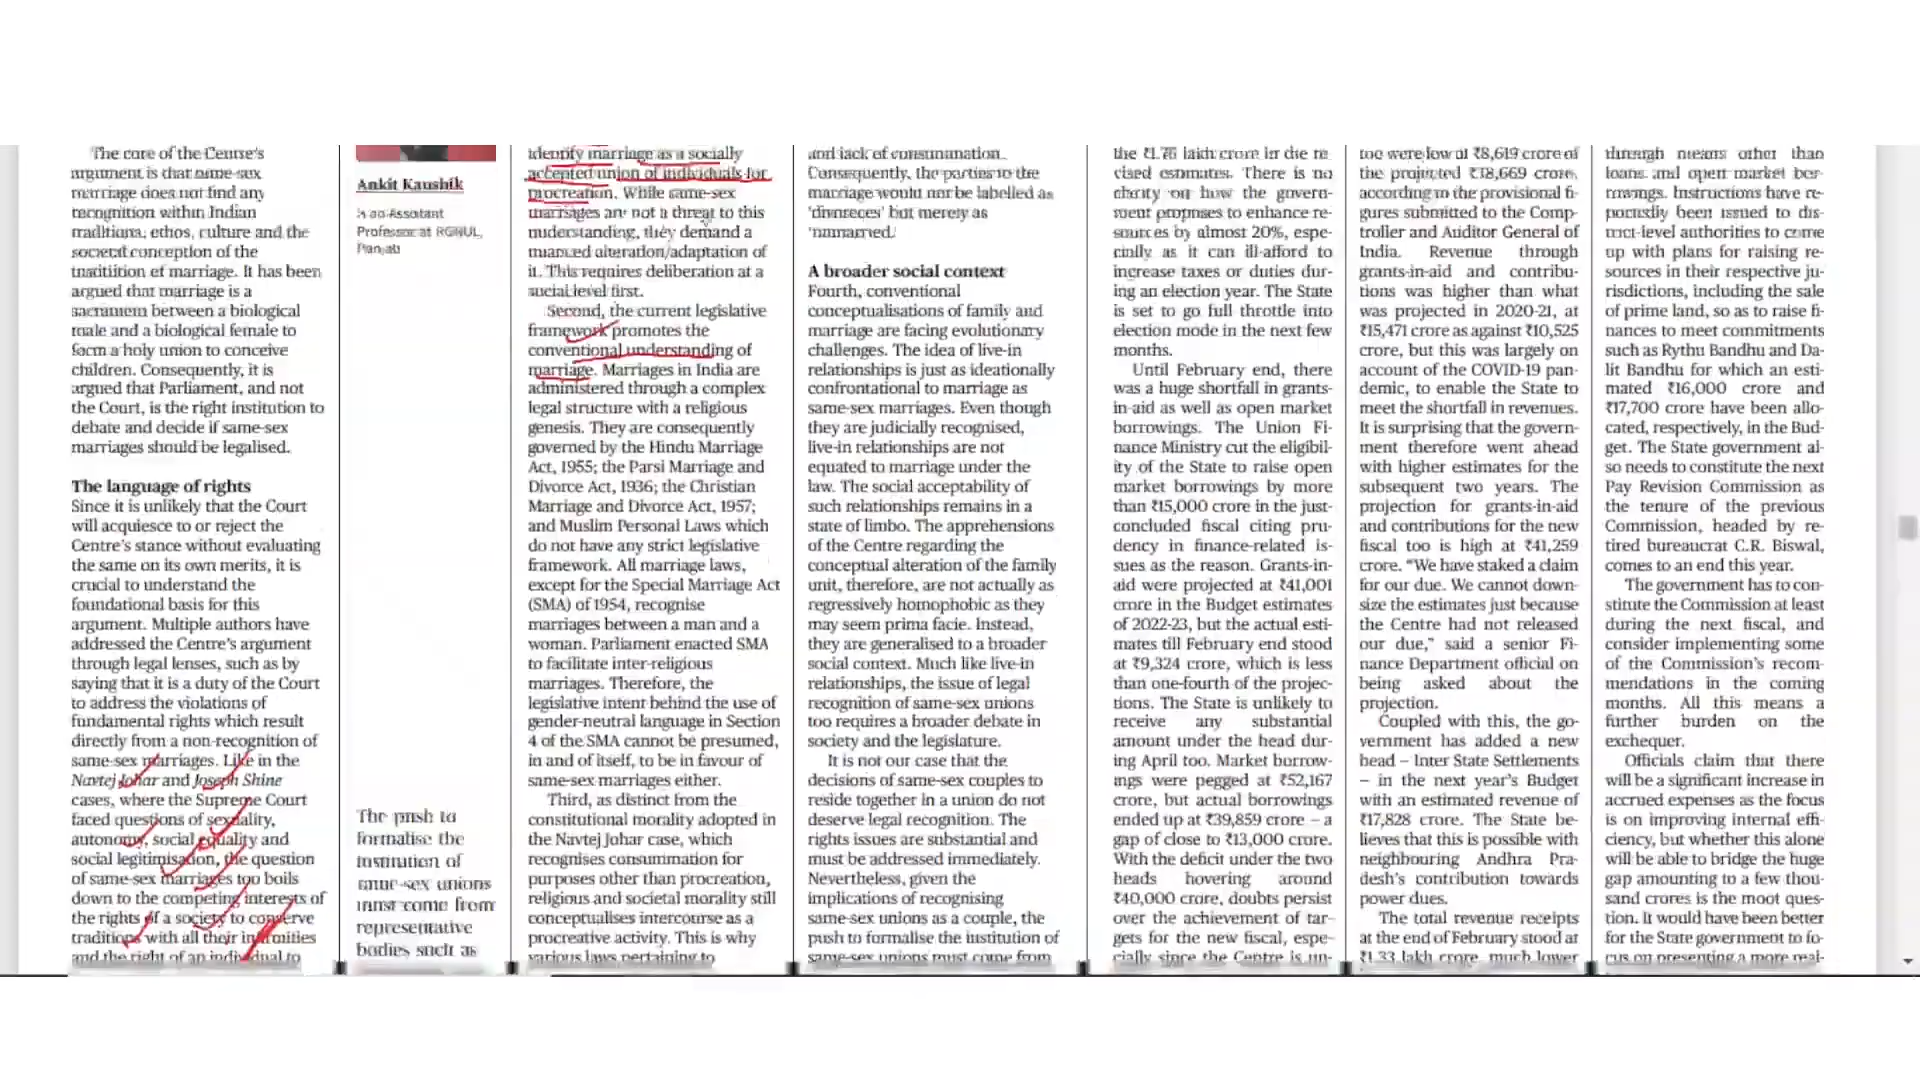 The core of the Centre's
argument is that same-sex
marriage does not find any
recognition within Indian
traditions, ethos, culture and the
societal conception of the
institution of marriage. It has been
argued that marriage is a
sacrament between a biological
male and a biological female to
form a holy union to conceive
children. Consequently, it is
argued that Parliament, and not
the Court, is the right institution to
debate and decide if same-sex
marriages should be legalised.
The language of rights
Since it is unlikely that the Court
will acquiesce to or reject the
Centre's stance without evaluating
the same on its own merits, it is
crucial to understand the
foundational basis for this
argument. Multiple authors have
addressed the Centre's argument
through legal lenses, such as by
saying that it is a duty of the Court
to address the violations of
fundamental rights which result
directly from a non-recognition of
same-sex marriages. Like in the
Navtej Johar and Joseph Shine
cases, where the Supreme Court
faced questions of sexuality,
autonomy, social equality and
social legitimisation, the question
of same-sex marriages too boils
down to the competing interests of
the rights of a society to conserve
traditions with all their infirmities
and the right of an individual to
Ankit Kaushik
is an Assistant
Professor at RGNUL,
Punjab
The push to
formalise the
institution of
same-sex unions
must come from
representative
bodies such as
identify marriage as a socially
accepted union of individuals for
procreation. While same-sex
marriages are not a threat to this
understanding, they demand a
nuanced alteration/adaptation of
it. This requires deliberation at a
social level first.
Second, the current legislative
framework promotes the
conventional understanding of
marriage. Marriages in India are
administered through a complex
legal structure with a religious
genesis. They are consequently
governed by the Hindu Marriage
Act, 1955; the Parsi Marriage and
Divorce Act, 1936; the Christian
Marriage and Divorce Act, 1957;
and Muslim Personal Laws which
do not have any strict legislative
framework. All marriage laws,
except for the Special Marriage Act
(SMA) of 1954, recognise
marriages between a man and a
woman. Parliament enacted SMA
to facilitate inter-religious
marriages. Therefore, the
legislative intent behind the use of
gender-neutral language in Section
4 of the SMA cannot be presumed,
in and of itself, to be in favour of
same-sex marriages either.
Third, as distinct from the
constitutional morality adopted in
the Navtej Johar case, which
recognises consummation for
purposes other than procreation,
religious and societal morality still
conceptualises intercourse as a
procreative activity. This is why
various laws pertaining to
and lack of consummation.
Consequently, the parties to the
marriage would not be labelled as
'divorcees' but merely as
'unmarried.'
A broader social context
Fourth, conventional
conceptualisations of family and
marriage are facing evolutionary
challenges. The idea of live-in
relationships is just as ideationally
confrontational to marriage as
same-sex marriages. Even though
they are judicially recognised,
live-in relationships are not
equated to marriage under the
law. The social acceptability of
such relationships remains in a
state of limbo. The apprehensions
of the Centre regarding the
conceptual alteration of the family
unit, therefore, are not actually as
regressively homophobic as they
may seem prima facie. Instead,
they are generalised to a broader
social context. Much like live-in
relationships, the issue of legal
recognition of same-sex unions
too requires a broader debate in
society and the legislature.
It is not our case that the
decisions of same-sex couples to
reside together in a union do not
deserve legal recognition. The
rights issues are substantial and
must be addressed immediately.
Nevertheless, given the
implications of recognising
same-sex unions as a couple, the
push to formalise the institution of
same-sex unions must come from
the ₹1.76 lakh crore in the re-
vised estimates. There is no
clarity on how the govern-
ment proposes to enhance re-
sources by almost 20%, espe-
cially as it can ill-afford to
increase taxes or duties dur-
ing an election year. The State
is set to go full throttle into
election mode in the next few
months.
Until February end, there
was a huge shortfall in grants-
in-aid as well as open market
borrowings. The Union Fi-
nance Ministry cut the eligibil-
ity of the State to raise open
market borrowings by more
than ₹15,000 crore in the just-
concluded fiscal citing pru-
dency in finance-related is-
sues as the reason. Grants-in-
aid were projected at ₹41,001
crore in the Budget estimates
of 2022-23, but the actual esti-
mates till February end stood
at ₹9,324 crore, which is less
than one-fourth of the projec-
tions. The State is unlikely to
receive any substantial
amount under the head dur-
ing April too. Market borrow-
ings were pegged at ₹52,167
crore, but actual borrowings
ended up at ₹39,859 crore – a
gap of close to ₹13,000 crore.
With the deficit under the two
heads hovering around
₹40,000 crore, doubts persist
over the achievement of tar-
gets for the new fiscal, espe-
cially since the Centre is un-
too were low at ₹8,619 crore of
the projected ₹38,669 crore,
according to the provisional fi-
gures submitted to the Comp-
troller and Auditor General of
India. Revenue through
grants-in-aid and contribu-
tions was higher than what
was projected in 2020-21, at
₹15,471 crore as against ₹10,525
crore, but this was largely on
account of the COVID-19 pan-
demic, to enable the State to
meet the shortfall in revenues.
It is surprising that the govern-
ment therefore went ahead
with higher estimates for the
subsequent two years. The
projection for grants-in-aid
and contributions for the new
fiscal too is high at ₹41,259
crore. "We have staked a claim
for our due. We cannot down-
size the estimates just because
the Centre had not released
our due," said a senior Fi-
nance Department official on
being asked about the
projection.
Coupled with this, the go-
vernment has added a new
head – Inter State Settlements
– in the next year's Budget
with an estimated revenue of
₹17,828 crore. The State be-
lieves that this is possible with
neighbouring Andhra Pra-
desh's contribution towards
power dues.
The total revenue receipts
at the end of February stood at
₹1.33 lakh crore, much lower
through means other than
loans and open market bor-
rowings. Instructions have re-
portedly been issued to dis-
trict-level authorities to come
up with plans for raising re-
sources in their respective ju-
risdictions, including the sale
of prime land, so as to raise fi-
nances to meet commitments
such as Rythu Bandhu and Da-
lit Bandhu for which an esti-
mated ₹16,000 crore and
₹17,700 crore have been allo-
cated, respectively, in the Bud-
get. The State government al-
so needs to constitute the next
Pay Revision Commission as
the tenure of the previous
Commission, headed by re-
tired bureaucrat C.R. Biswal,
comes to an end this year.
The government has to con-
stitute the Commission at least
during the next fiscal, and
consider implementing some
of the Commission's recom-
mendations in the coming
months. All this means a
further burden on the
exchequer.
Officials claim that there
will be a significant increase in
accrued expenses as the focus
is on improving internal effi-
ciency, but whether this alone
will be able to bridge the huge
gap amounting to a few thou-
sand crores is the moot ques-
tion. It would have been better
for the State government to fo-
cus on presenting a more real-